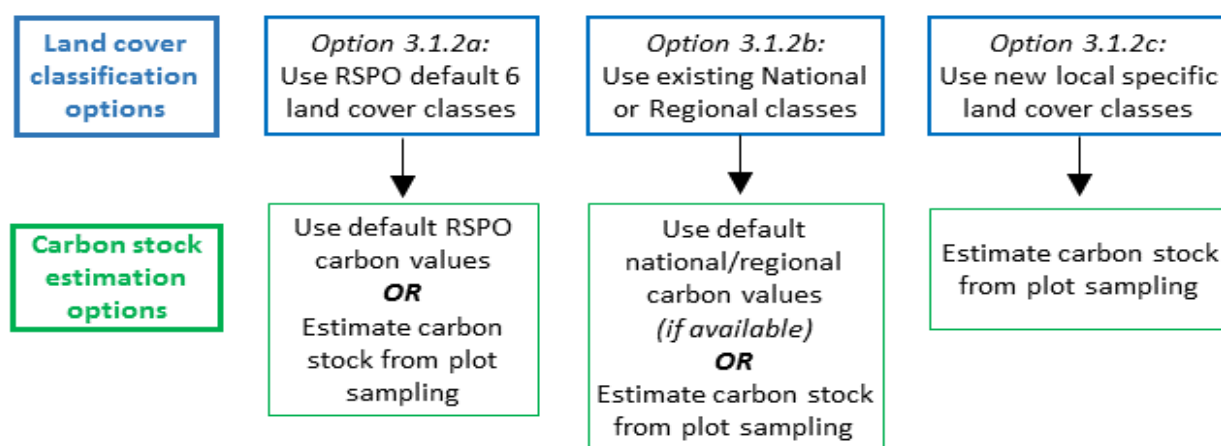 Land cover
classification
options
Option 3.1.2a:
Use RSPO default 6
land cover classes
Option 3.1.2b:
Use existing National
or Regional classes
Option 3.1.2c:
Use new local specific
land cover classes
Carbon stock
estimation
options
Use default RSPO
carbon values
OR
Estimate carbon
stock from plot
sampling
Use default
national/regional
carbon values
(if available)
OR
Estimate carbon stock
from plot sampling
Estimate carbon stock
from plot sampling